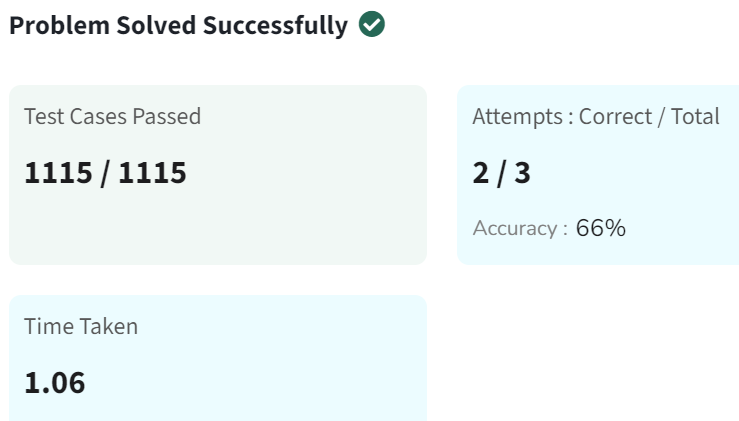 Problem Solved Successfully
Test Cases Passed
1115 / 1115
Attempts : Correct / Total
2 / 3
Accuracy : 66%
Time Taken
1.06